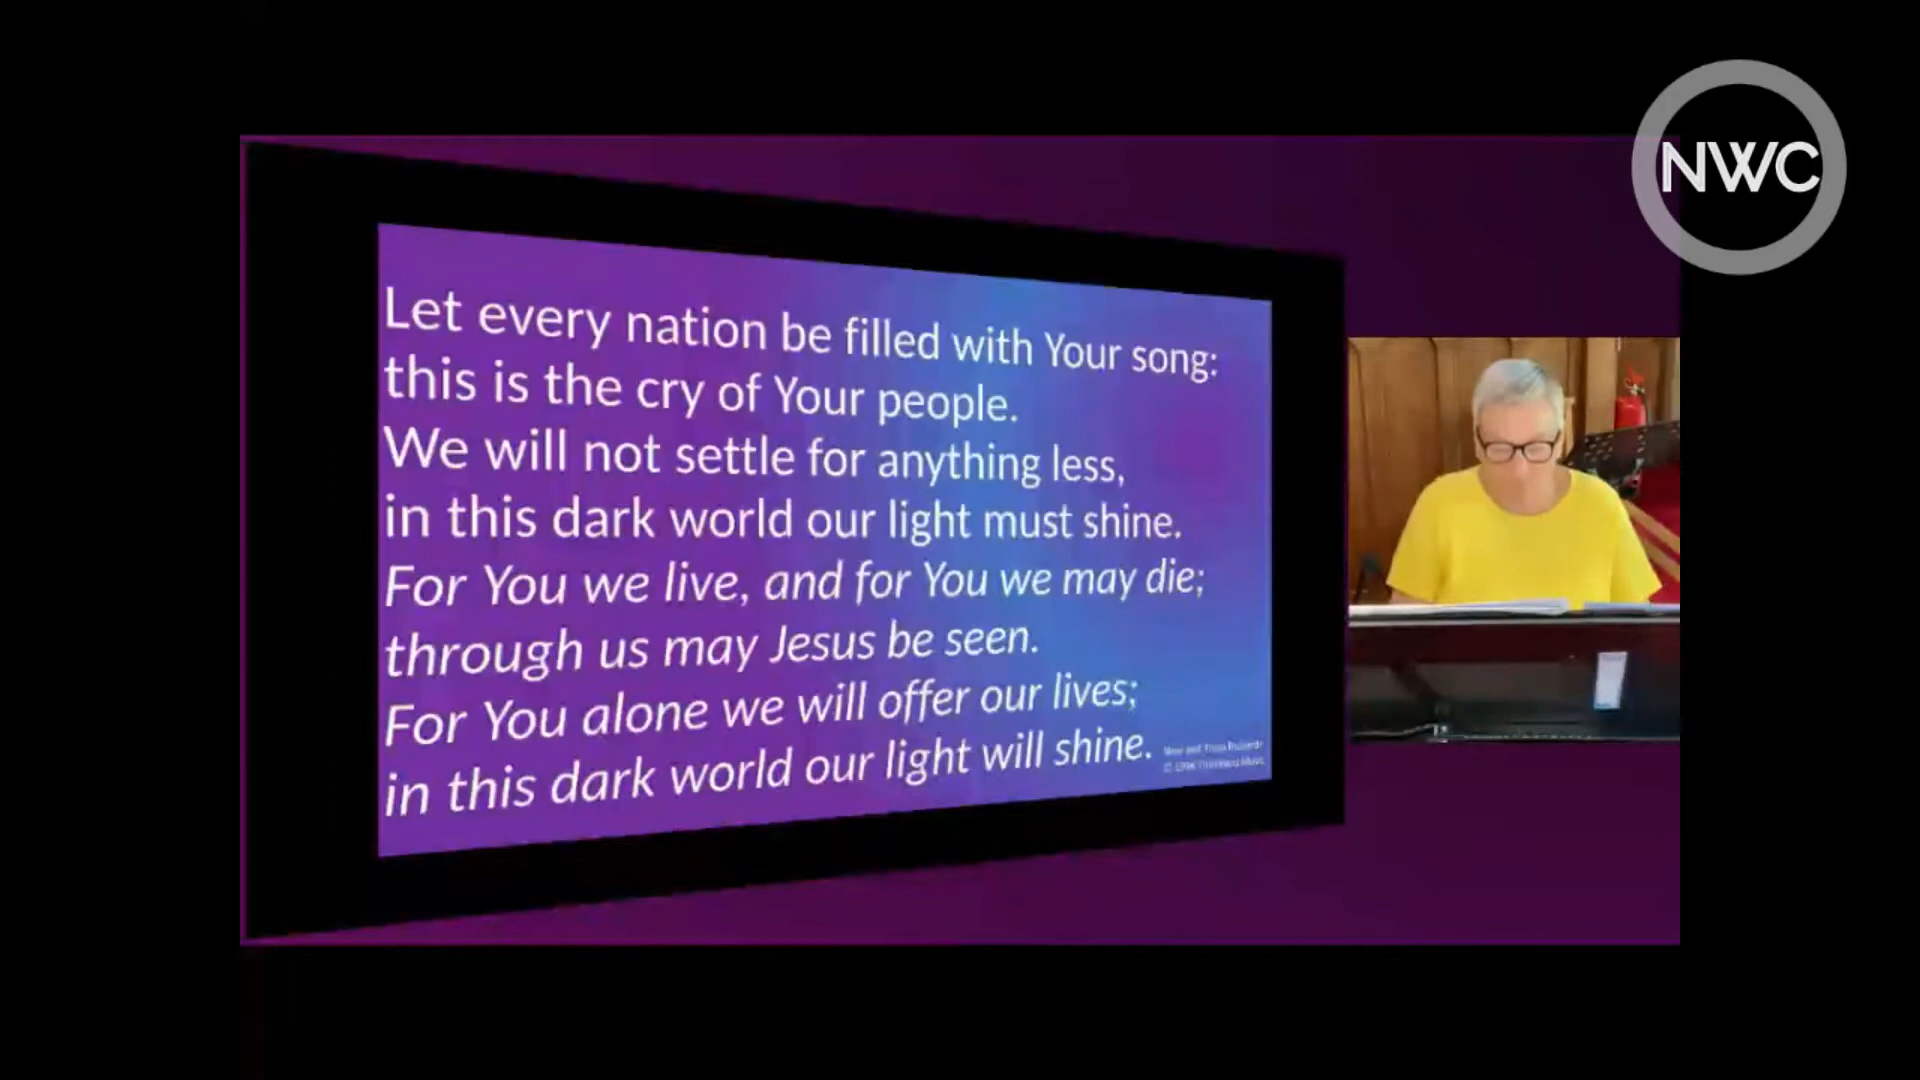 NWC
Let every nation be filled with Your song:
this is the cry of Your people.
We will not settle for anything less,
in this dark world our light must shine.
For You we live, and for You we may die;
through us may Jesus be seen.
For You alone we will offer our lives;
in this dark world our light will shine.
Music